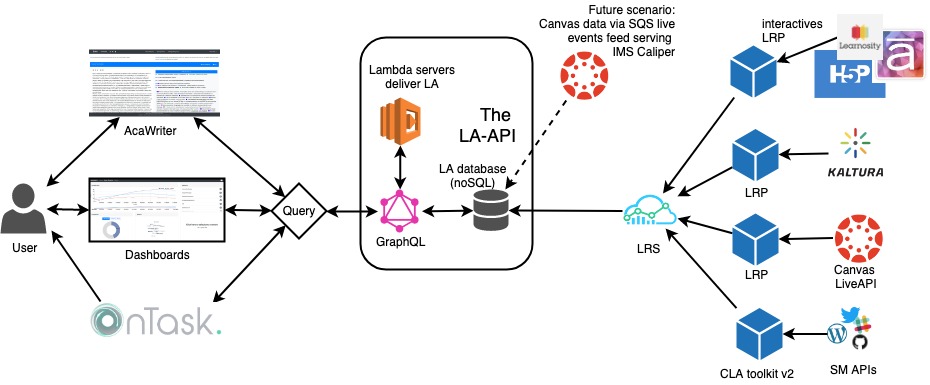 Future scenario:
Canvas data via SQS live
events feed serving
IMS Caliper
interactives
LRP
Learnosity
a
H5P
Lambda servers
deliver LA
The
LA-API
AcaWriter
LA database
(noSQL)
LRP
KALTURA
User
Query
GraphQL
LRS
Dashboards
LRP
Canvas
LiveAPI
OnTask.
CLA toolkit v2
SM APIs